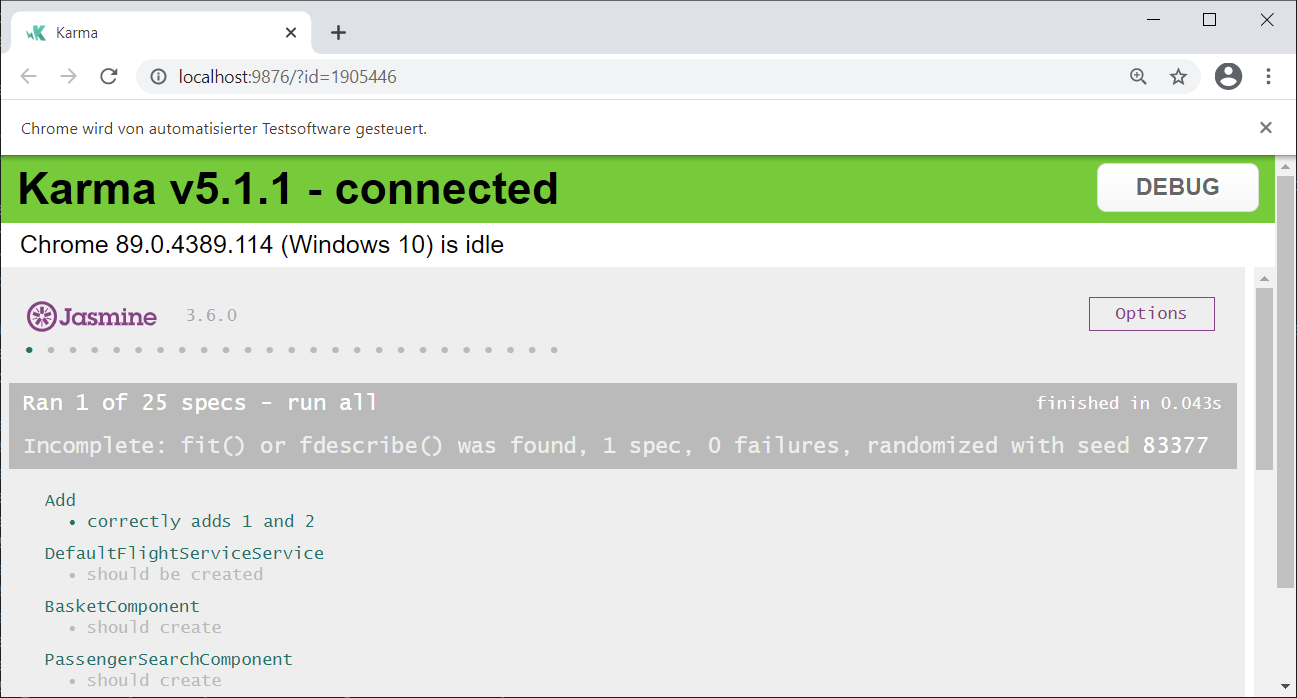 Karma
localhost:9876/?id=1905446
Chrome wird von automatisierter Testsoftware gesteuert.
Karma v5.1.1 - connected
DEBUG
Chrome 89.0.4389.114 (Windows 10) is idle
Jasmine 3.6.0
Options
Ran 1 of 25 specs - run all
finished in 0.043s
Incomplete: fit() or fdescribe() was found, 1 spec, 0 failures, randomized with seed 83377
Add
• correctly adds 1 and 2
DefaultFlightServiceService
• should be created
BasketComponent
• should create
PassengerSearchComponent
• should create